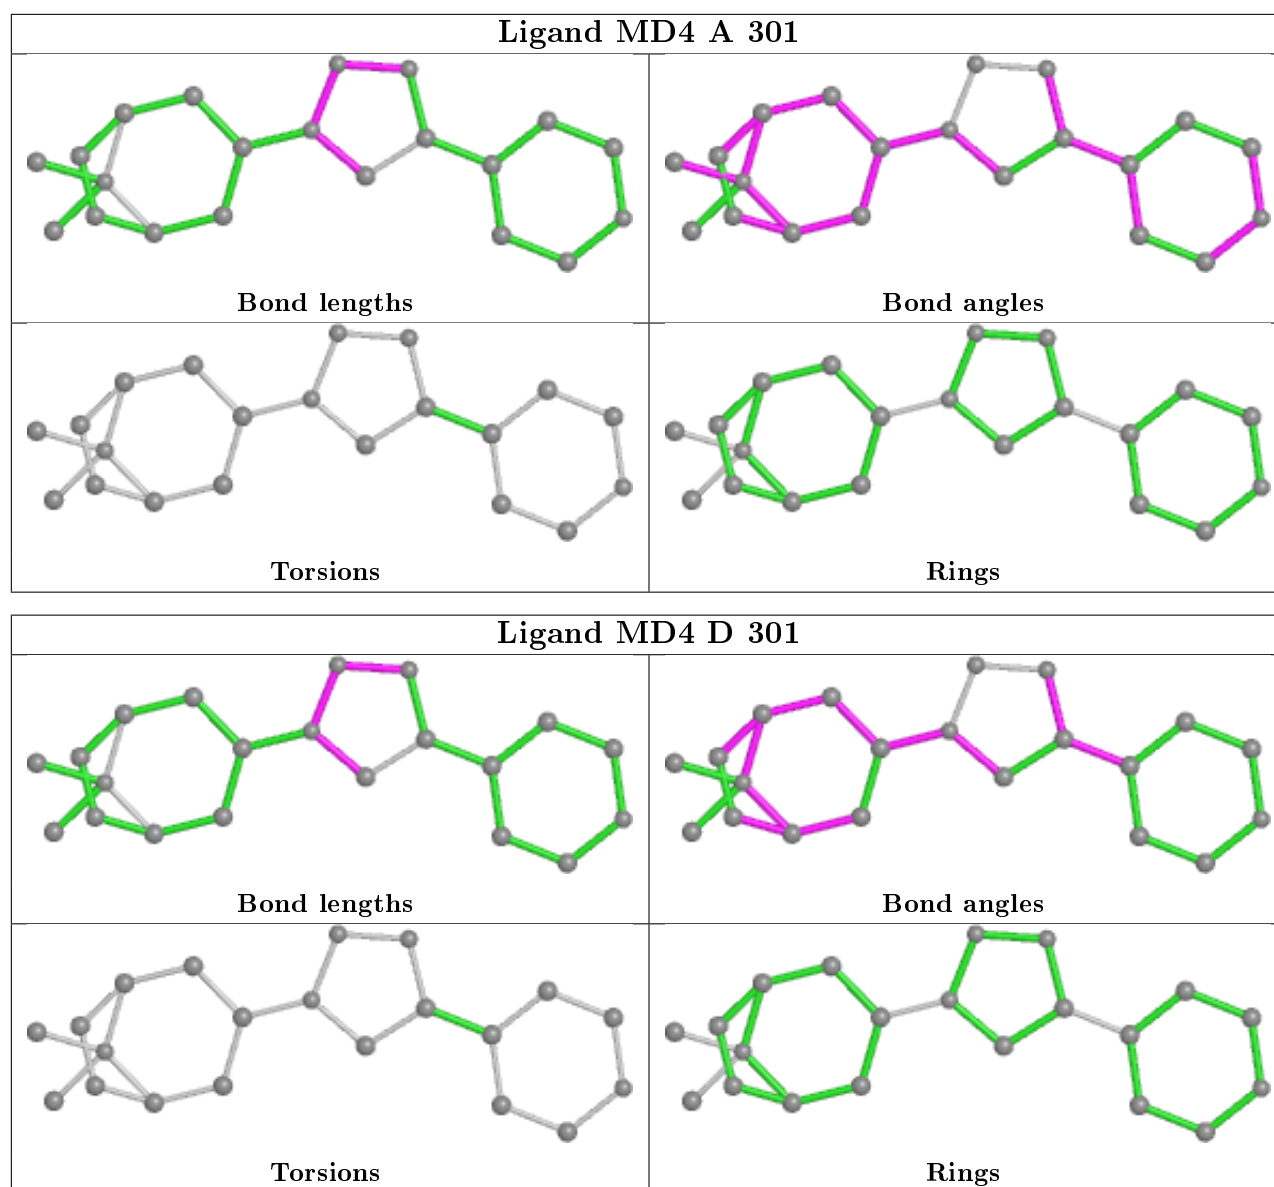 Ligand MD4 A 301
Bond lengths
Bond angles
Torsions
Rings
Ligand MD4 D 301
Bond lengths
Bond angles
Torsions
Rings